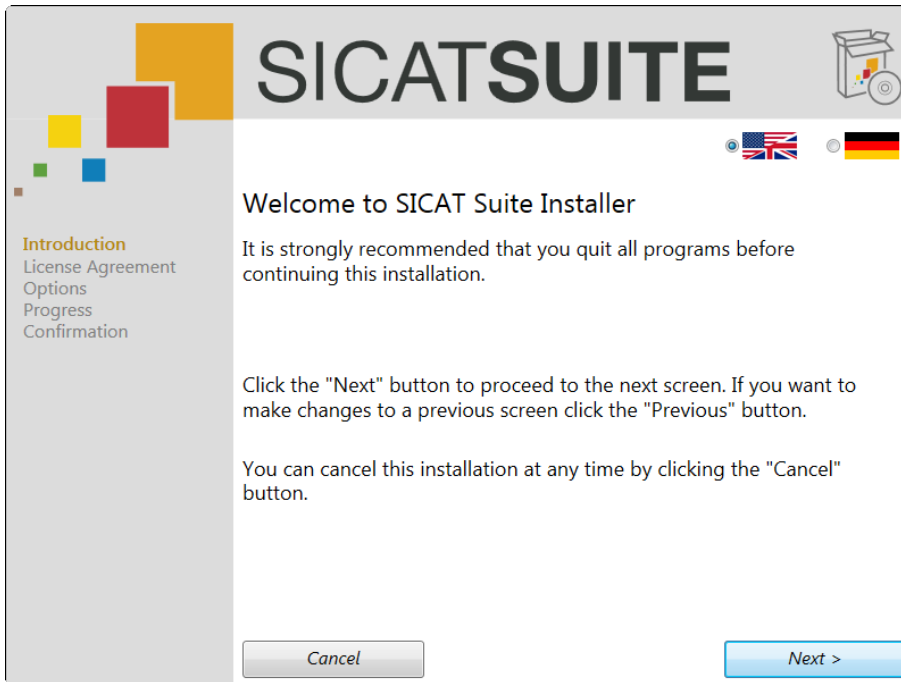 SICATSUITE
Introduction
License Agreement
Options
Progress
Confirmation
Welcome to SICAT Suite Installer
It is strongly recommended that you quit all programs before
continuing this installation.
Click the "Next" button to proceed to the next screen. If you want to
make changes to a previous screen click the "Previous" button.
You can cancel this installation at any time by clicking the "Cancel"
button.
Cancel
Next >